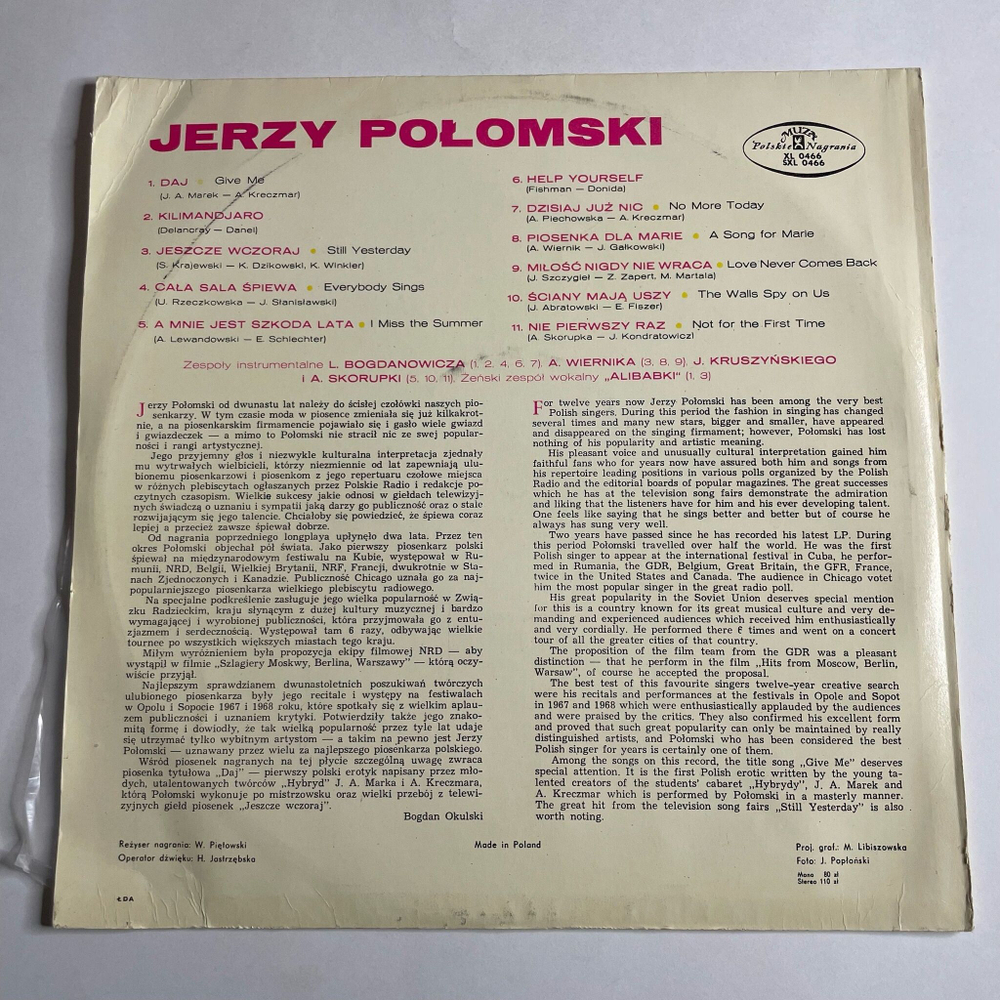 JERZY POŁOMSKI
MUZA
Polskie Nagrania
XL 0466
SXL 0466
1. DAJ • Give Me
(J. A. Marek — A. Kreczmar)
2. KILIMANDJARO
(Delancray — Danel)
3. JESZCZE WCZORAJ • Still Yesterday
(S. Krajewski — K. Dzikowski, K. Winkler)
4. CAŁA SALA ŚPIEWA • Everybody Sings
(U. Rzeczkowska — J. Stanisławski)
5. A MNIE JEST SZKODA LATA • I Miss the Summer
(A. Lewandowski — E. Schlechter)
6. HELP YOURSELF
(Fishman — Donida)
7. DZISIAJ JUŻ NIC • No More Today
(A. Piechowska — A. Kreczmar)
8. PIOSENKA DLA MARIE • A Song for Marie
(A. Wiernik — J. Gałkowski)
9. MIŁOŚĆ NIGDY NIE WRACA • Love Never Comes Back
(J. Szczygieł — Z. Zapert, M. Martala)
10. ŚCIANY MAJĄ USZY • The Walls Spy on Us
(J. Abratowski — E. Fiszer)
11. NIE PIERWSZY RAZ • Not for the First Time
(A. Skorupka — J. Kondratowicz)
Zespoły instrumentalne L. BOGDANOWICZA (1, 2, 4, 6, 7), A. WIERNIKA (3, 8, 9), J. KRUSZYŃSKIEGO
i A. SKORUPKI (5, 10, 11), Żeński zespół wokalny „ALIBABKI" (1, 3)
Jerzy Połomski od dwunastu lat należy do ścisłej czołówki naszych pio-
senkarzy. W tym czasie moda w piosence zmieniała się już kilkakrot-
nie, a na piosenkarskim firmamencie pojawiało się i gasło wiele gwiazd
i gwiazdeczek — a mimo to Połomski nie stracił nic ze swej popular-
ności i rangi artystycznej.
Jego przyjemny głos i niezwykle kulturalna interpretacja zjednały
mu wytrwałych wielbicieli, którzy niezmiennie od lat zapewniają ulu-
bionemu piosenkarzowi i piosenkom z jego repertuaru czołowe miejsca
w różnych plebiscytach ogłaszanych przez Polskie Radio i redakcje po-
czytnych czasopism. Wielkie sukcesy jakie odnosi w giełdach telewizyj-
nych świadczą o uznaniu i sympatii jaką darzy go publiczność oraz o stale
rozwijającym się jego talencie. Chciałoby się powiedzieć, że śpiewa coraz
lepiej a przecież zawsze śpiewał dobrze.
Od nagrania poprzedniego longplaya upłynęło dwa lata. Przez ten
okres Połomski objechał pół świata. Jako pierwszy piosenkarz polski
śpiewał na międzynarodowym festiwalu na Kubie, występował w Ru-
munii, NRD, Belgii, Wielkiej Brytanii, NRF, Francji, dwukrotnie w Sta-
nach Zjednoczonych i Kanadzie. Publiczność Chicago uznała go za naj-
popularniejszego piosenkarza wielkiego plebiscytu radiowego.
Na specjalne podkreślenie zasługuje jego wielka popularność w Zwią-
zku Radzieckim, kraju słynącym z dużej kultury muzycznej i bardzo
wymagającej i wyrobionej publiczności, która przyjmowała go z entu-
zjazmem i serdecznością. Występował tam 6 razy, odbywając wielkie
tournee po wszystkich większych miastach tego kraju.
Miłym wyróżnieniem była propozycja ekipy filmowej NRD — aby
wystąpił w filmie „Szlagiery Moskwy, Berlina, Warszawy" — którą oczy-
wiście przyjął.
Najlepszym sprawdzianem dwunastoletnich poszukiwań twórczych
ulubionego piosenkarza były jego recitale i występy na festiwalach
w Opolu i Sopocie 1967 i 1968 roku, które spotkały się z wielkim aplau-
zem publiczności i uznaniem krytyki. Potwierdziły także jego znako-
mitą formę i dowiodły, że tak wielką popularność przez tyle lat udaje
się utrzymać tylko wybitnym artystom — a takim na pewno jest Jerzy
Połomski — uznawany przez wielu za najlepszego piosenkarza polskiego.
Wśród piosenek nagranych na tej płycie szczególną uwagę zwraca
piosenka tytułowa „Daj" — pierwszy polski erotyk napisany przez mło-
dych, utalentowanych twórców „Hybryd" J. A. Marka i A. Kreczmara,
którą Połomski wykonuje po mistrzowsku oraz wielki przebój z telewi-
zyjnych giełd piosenek „Jeszcze wczoraj".
Bogdan Okulski
For twelve years now Jerzy Połomski has been among the very best
Polish singers. During this period the fashion in singing has changed
several times and many new stars, bigger and smaller, have appeared
and disappeared on the singing firmament; however, Połomski has lost
nothing of his popularity and artistic meaning.
His pleasant voice and unusually cultural interpretation gained him
faithful fans who for years now have assured both him and songs from
his repertoire leading positions in various polls organized by the Polish
Radio and the editorial boards of popular magazines. The great successes
which he has at the television song fairs demonstrate the admiration
and liking that the listeners have for him and his ever developing talent.
One feels like saying that he sings better and better but of course he
always has sung very well.
Two years have passed since he has recorded his latest LP. During
this period Połomski travelled over half the world. He was the first
Polish singer to appear at the international festival in Cuba, he perform-
ed in Rumania, the GDR, Belgium, Great Britain, the GFR, France,
twice in the United States and Canada. The audience in Chicago votet
him the most popular singer in the great radio poll.
His great popularity in the Soviet Union deserves special mention
for this is a country known for its great musical culture and very de-
manding and experienced audiences which received him enthusiastically
and very cordially. He performed there 6 times and went on a concert
tour of all the greater cities of that country.
The proposition of the film team from the GDR was a pleasant
distinction — that he perform in the film „Hits from Moscow, Berlin,
Warsaw", of course he accepted the proposal.
The best test of this favourite singers twelve-year creative search
were his recitals and performances at the festivals in Opole and Sopot
in 1967 and 1968 which were enthusiastically applauded by the audiences
and were praised by the critics. They also confirmed his excellent form
and proved that such great popularity can only be maintained by really
distinguished artists, and Połomski who has been considered the best
Polish singer for years is certainly one of them.
Among the songs on this record, the title song „Give Me" deserves
special attention. It is the first Polish erotic written by the young ta-
lented creators of the students' cabaret „Hybrydy", J. A. Marek and
A. Kreczmar which is performed by Połomski in a masterly manner.
The great hit from the television song fairs „Still Yesterday" is also
worth noting.
Reżyser nagrania: W. Piętowski
Operator dźwięku: H. Jastrzębska
Made in Poland
Proj. graf.: M. Libiszowska
Foto: J. Popłoński
Mono 80 zł
Stereo 110 zł